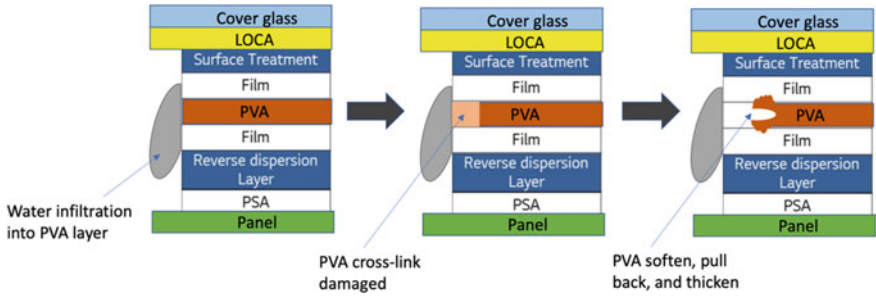 Cover glass
LOCA
Surface Treatment
Film
PVA
Film
Reverse dispersion
Layer
PSA
Panel
Water infiltration
into PVA layer
Cover glass
LOCA
Surface Treatment
Film
PVA
Film
Reverse dispersion
Layer
PSA
Panel
PVA cross-link
damaged
Cover glass
LOCA
Surface Treatment
Film
PVA
Film
Reverse dispersion
Layer
PSA
Panel
PVA soften, pull
back, and thicken